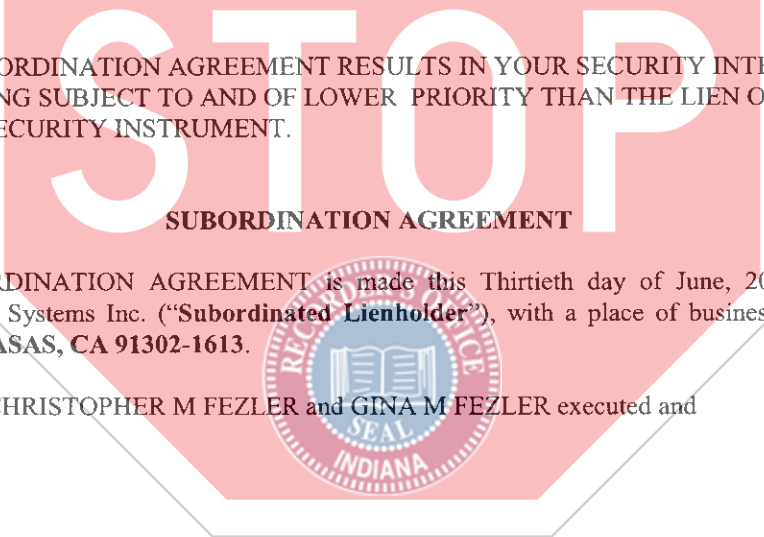 STOP
ORDINATION AGREEMENT RESULTS IN YOUR SECURITY INTE
NG SUBJECT TO AND OF LOWER PRIORITY THAN THE LIEN O
ECURITY INSTRUMENT.
SUBORDINATION AGREEMENT
RDINATION AGREEMENT is made this Thirtieth day of June, 20
Systems Inc. ("Subordinated Lienholder"), with a place of busines
ASAS, CA 91302-1613.
CHRISTOPHER M FEZLER and GINA M FEZLER executed and
RECORDER'S OFFICE
SEAL
INDIANA